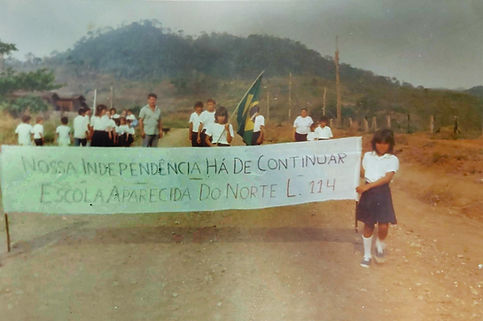 Nossa Independência Há de Continuar
Escola Aparecida Do Norte L. 114